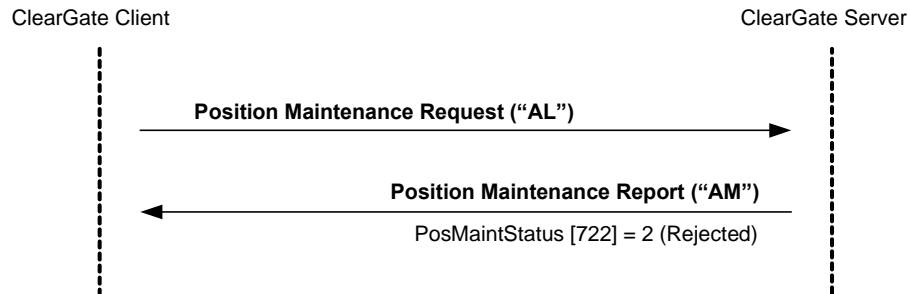 ClearGate Client
ClearGate Server
Position Maintenance Request (“AL”)
Position Maintenance Report ("AM")
PosMaintStatus [722] = 2 (Rejected)